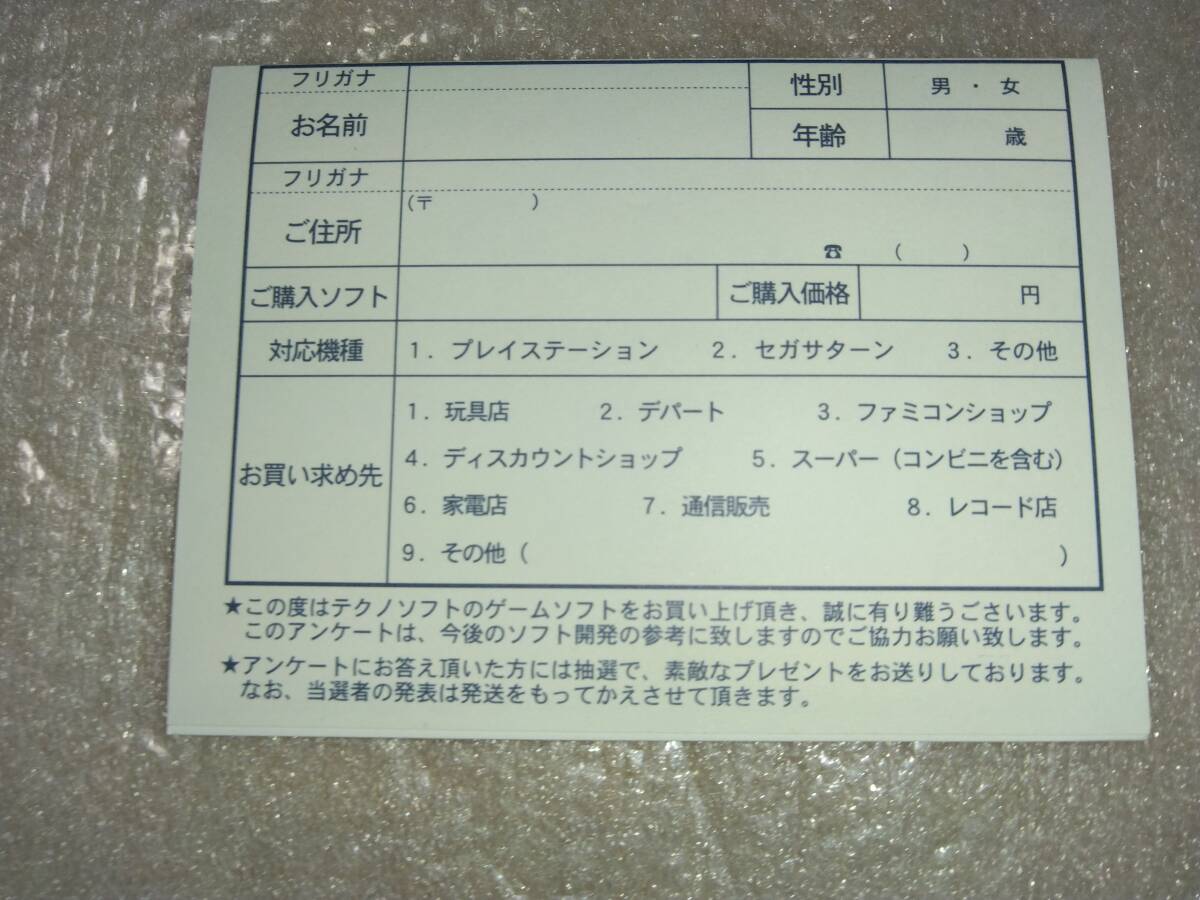 フリガナ
お名前
性別 男・女
年齢 歳
フリガナ
ご住所
(〒 )
☎ ( )
ご購入ソフト ご購入価格 円
対応機種 1．プレイステーション 2．セガサターン 3．その他
お買い求め先
1．玩具店 2．デパート 3．ファミコンショップ
4．ディスカウントショップ 5．スーパー（コンビニを含む）
6．家電店 7．通信販売 8．レコード店
9．その他（ ）
★この度はテクノソフトのゲームソフトをお買い上げ頂き、誠に有り難うございます。
このアンケートは、今後のソフト開発の参考に致しますのでご協力お願い致します。
★アンケートにお答え頂いた方には抽選で、素敵なプレゼントをお送りしております。
なお、当選者の発表は発送をもってかえさせて頂きます。